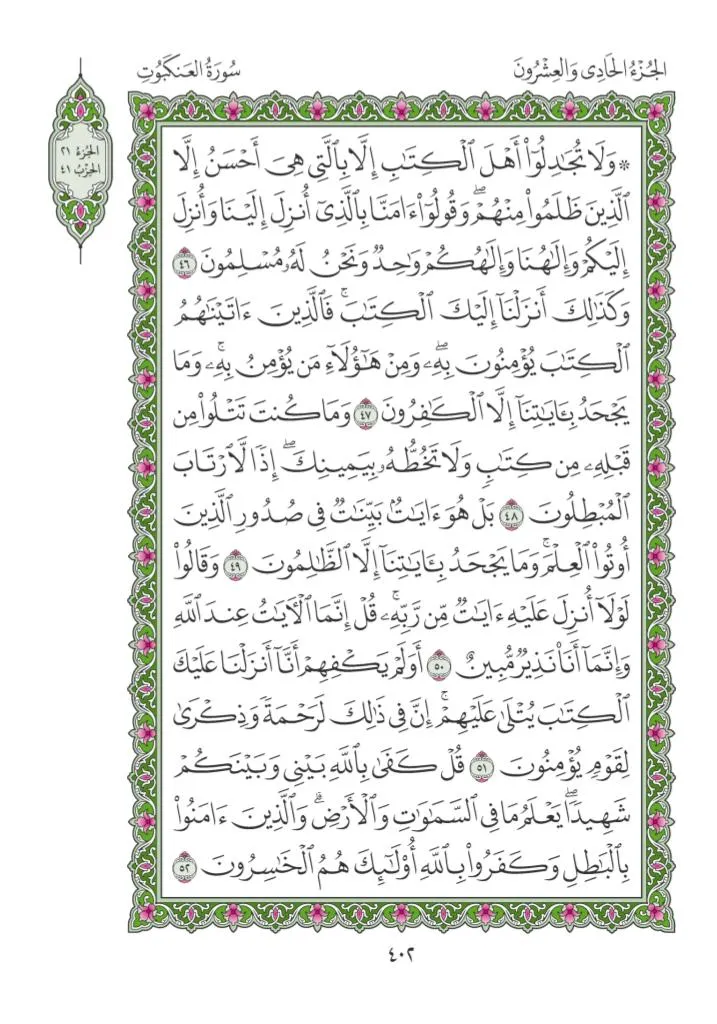 الجُزْءُ الحَادِي وَالعِشْرُونَ
سُورَةُ العَنكَبُوتِ
الجُزءُ ٢١
الحِزْبُ ٤١
۞ وَلَا تُجَٰدِلُوٓا۟ أَهْلَ ٱلْكِتَٰبِ إِلَّا بِٱلَّتِى هِىَ أَحْسَنُ إِلَّا
ٱلَّذِينَ ظَلَمُوا۟ مِنْهُمْ ۖ وَقُولُوٓا۟ ءَامَنَّا بِٱلَّذِىٓ أُنزِلَ إِلَيْنَا وَأُنزِلَ
إِلَيْكُمْ وَإِلَٰهُنَا وَإِلَٰهُكُمْ وَٰحِدٌ وَنَحْنُ لَهُۥ مُسْلِمُونَ ٤٦
وَكَذَٰلِكَ أَنزَلْنَآ إِلَيْكَ ٱلْكِتَٰبَ ۚ فَٱلَّذِينَ ءَاتَيْنَٰهُمُ
ٱلْكِتَٰبَ يُؤْمِنُونَ بِهِۦ ۖ وَمِنْ هَٰٓؤُلَآءِ مَن يُؤْمِنُ بِهِۦ ۚ وَمَا
يَجْحَدُ بِـَٔايَٰتِنَآ إِلَّا ٱلْكَٰفِرُونَ ٤٧ وَمَا كُنتَ تَتْلُوا۟ مِن
قَبْلِهِۦ مِن كِتَٰبٍ وَلَا تَخُطُّهُۥ بِيَمِينِكَ ۖ إِذًا لَّٱرْتَابَ
ٱلْمُبْطِلُونَ ٤٨ بَلْ هُوَ ءَايَٰتٌۢ بَيِّنَٰتٌ فِى صُدُورِ ٱلَّذِينَ
أُوتُوا۟ ٱلْعِلْمَ ۚ وَمَا يَجْحَدُ بِـَٔايَٰتِنَآ إِلَّا ٱلظَّٰلِمُونَ ٤٩ وَقَالُوا۟
لَوْلَآ أُنزِلَ عَلَيْهِ ءَايَٰتٌ مِّن رَّبِّهِۦ ۚ قُلْ إِنَّمَا ٱلْـَٔايَٰتُ عِندَ ٱللَّهِ
وَإِنَّمَآ أَنَا۠ نَذِيرٌ مُّبِينٌ ٥٠ أَوَلَمْ يَكْفِهِمْ أَنَّآ أَنزَلْنَا عَلَيْكَ
ٱلْكِتَٰبَ يُتْلَىٰ عَلَيْهِمْ ۚ إِنَّ فِى ذَٰلِكَ لَرَحْمَةً وَذِكْرَىٰ
لِقَوْمٍ يُؤْمِنُونَ ٥١ قُلْ كَفَىٰ بِٱللَّهِ بَيْنِى وَبَيْنَكُمْ
شَهِيدًا ۖ يَعْلَمُ مَا فِى ٱلسَّمَٰوَٰتِ وَٱلْأَرْضِ ۗ وَٱلَّذِينَ ءَامَنُوا۟
بِٱلْبَٰطِلِ وَكَفَرُوا۟ بِٱللَّهِ أُو۟لَٰٓئِكَ هُمُ ٱلْخَٰسِرُونَ ٥٢
٤٠٢